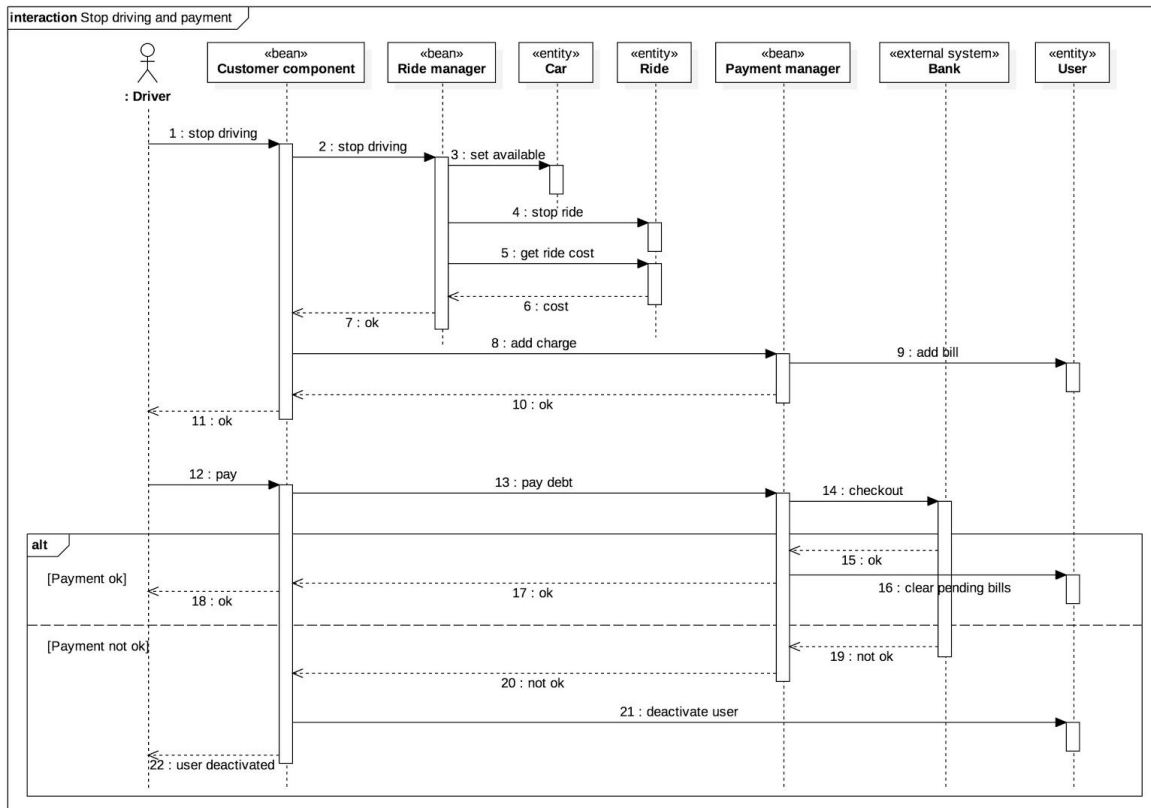 interaction Stop driving and payment
«bean»
Customer component
«bean»
Ride manager
«entity»
Car
«entity»
Ride
«bean»
Payment manager
«external system»
Bank
«entity»
User
: Driver
1 : stop driving
2 : stop driving
3 : set available
4 : stop ride
5 : get ride cost
6 : cost
7 : ok
8 : add charge
9 : add bill
10 : ok
11 : ok
12 : pay
13 : pay debt
14 : checkout
alt
15 : ok
[Payment ok]
16 : clear pending bills
17 : ok
18 : ok
[Payment not ok]
19 : not ok
20 : not ok
21 : deactivate user
22 : user deactivated